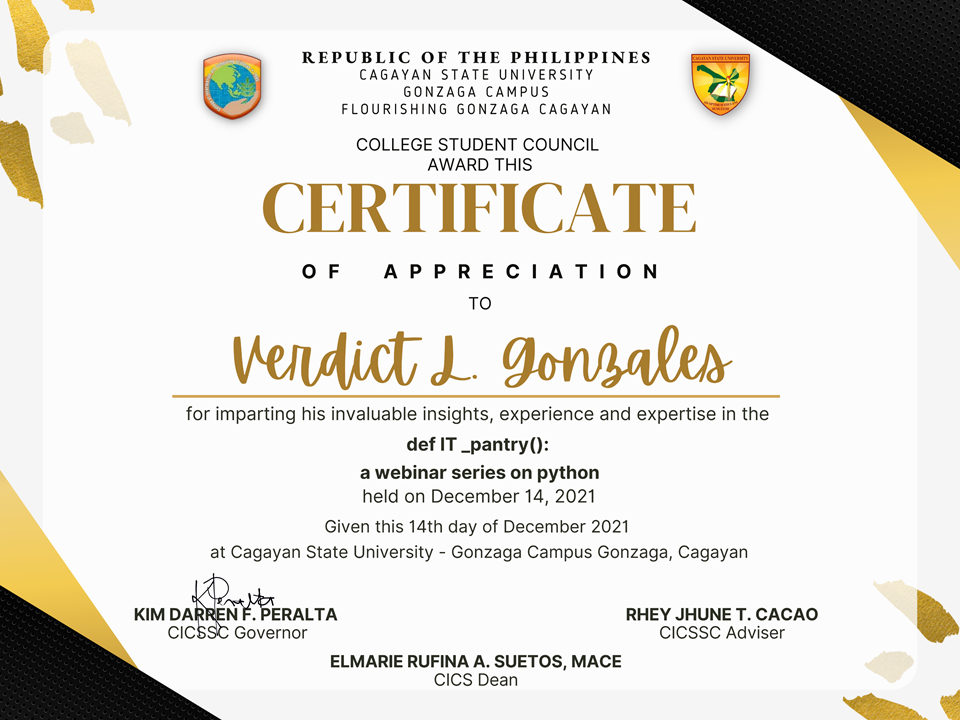 REPUBLIC OF THE PHILIPPINES
CAGAYAN STATE UNIVERSITY
GONZAGA CAMPUS
FLOURISHING GONZAGA CAGAYAN
CAGAYAN STATE UNIVERSITY
COLLEGE STUDENT COUNCIL
AWARD THIS
CERTIFICATE
OF APPRECIATION
TO
Verdict L. Gonzales
for imparting his invaluable insights, experience and expertise in the
def IT _pantry():
a webinar series on python
held on December 14, 2021
Given this 14th day of December 2021
at Cagayan State University - Gonzaga Campus Gonzaga, Cagayan
KPeralta
KIM DARREN F. PERALTA
CICSSC Governor
RHEY JHUNE T. CACAO
CICSSC Adviser
ELMARIE RUFINA A. SUETOS, MACE
CICS Dean